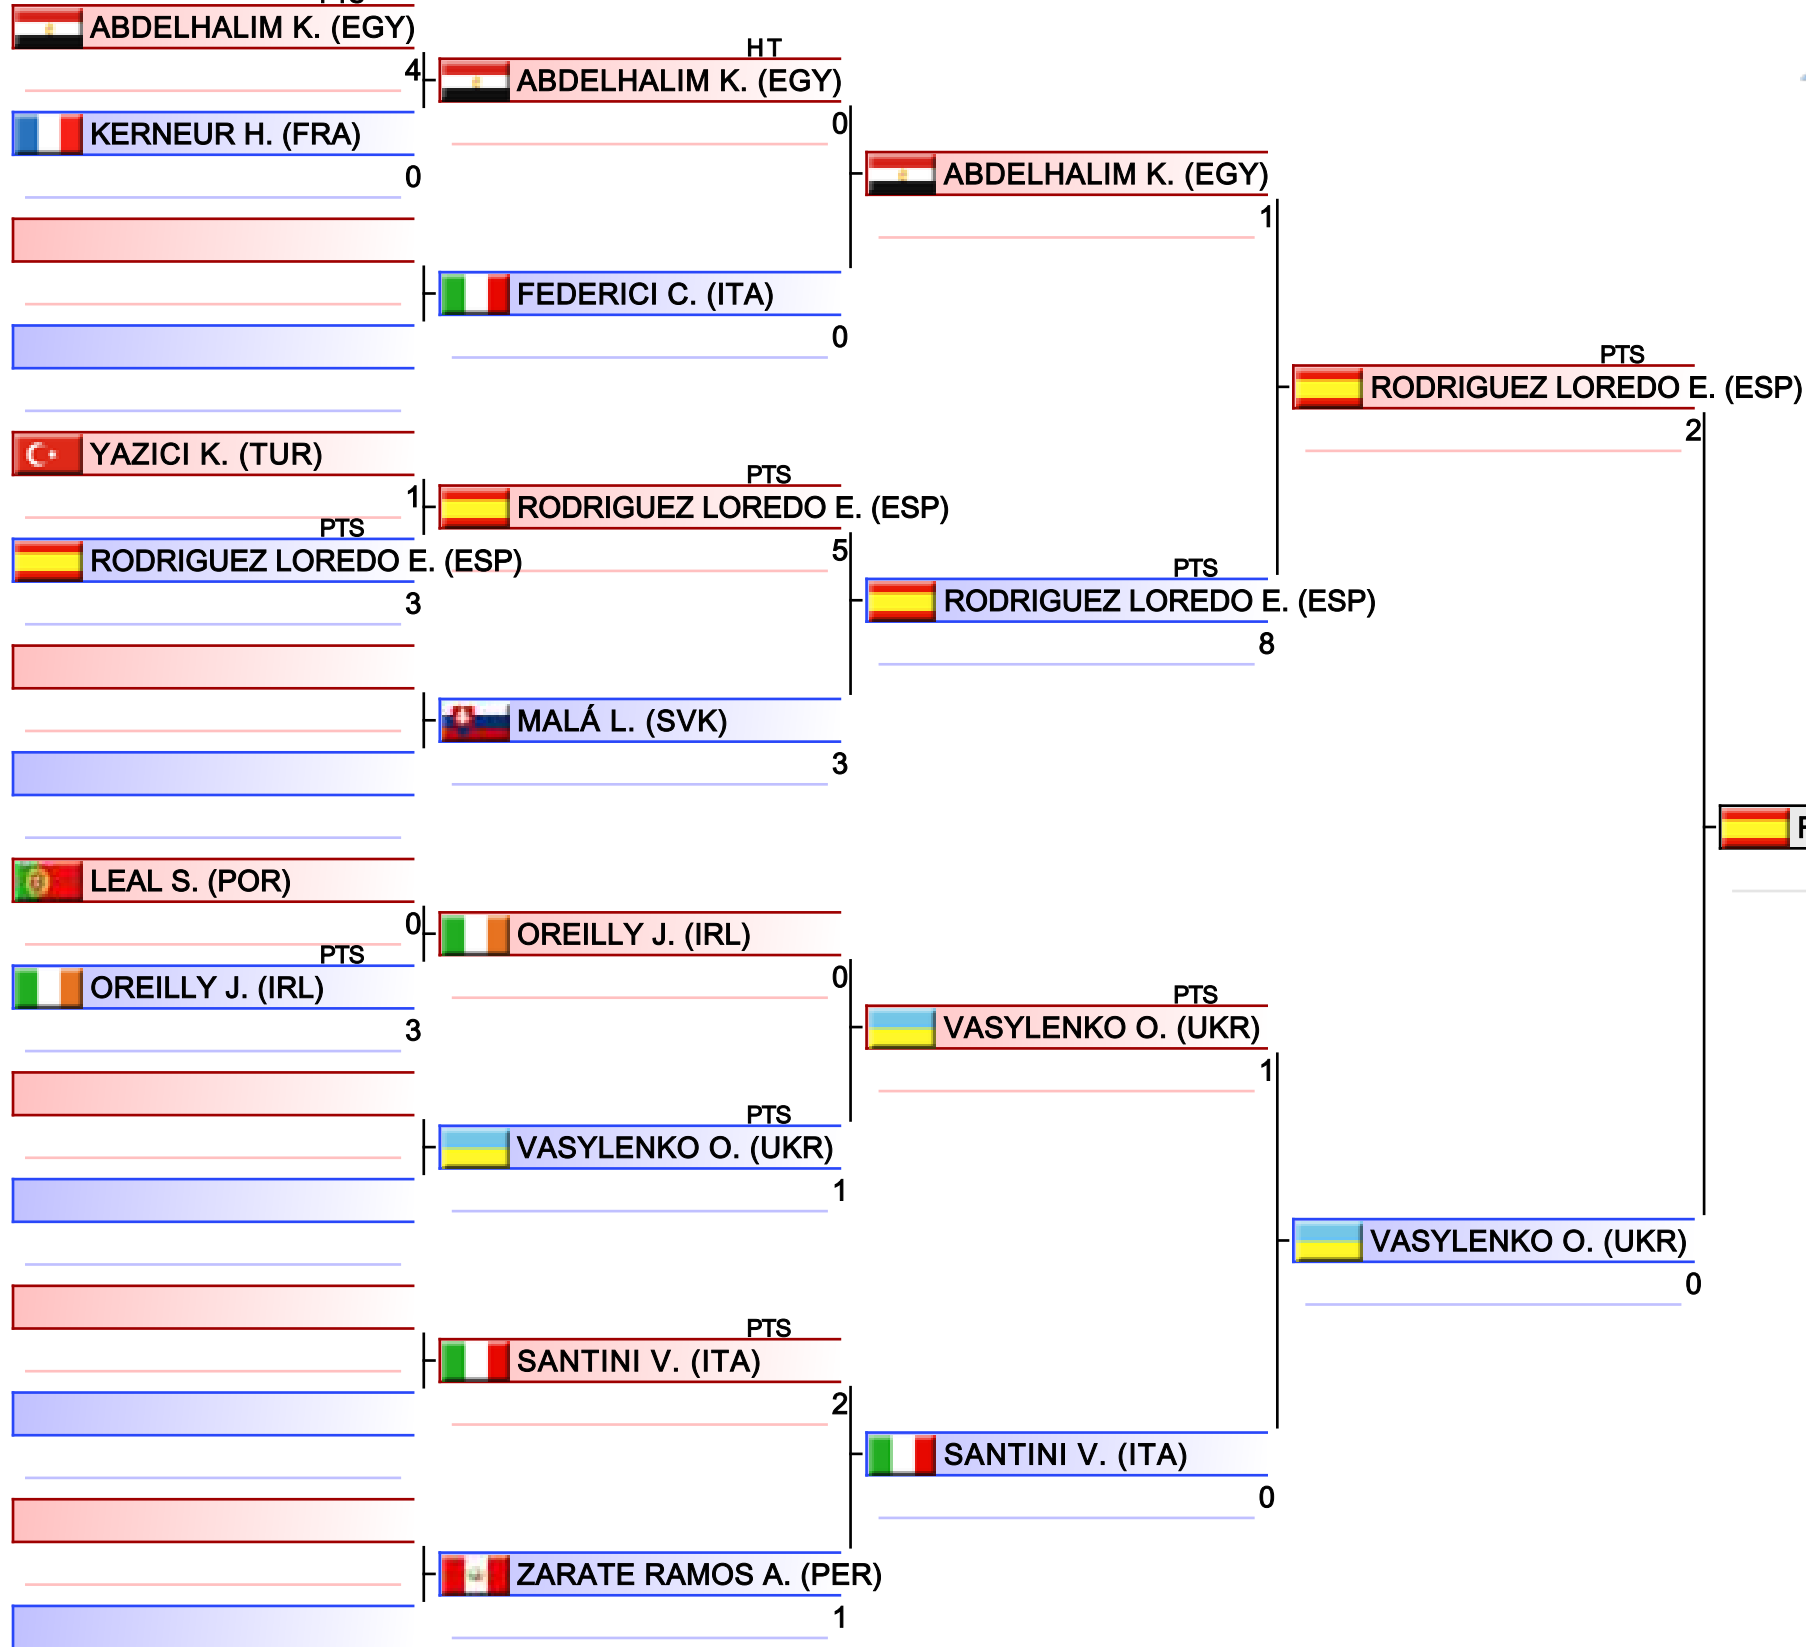 ABDELHALIM K. (EGY)
4
KERNEUR H. (FRA)
0
YAZICI K. (TUR)
1
PTS
RODRIGUEZ LOREDO E. (ESP)
3
LEAL S. (POR)
0
PTS
OREILLY J. (IRL)
3
HT
ABDELHALIM K. (EGY)
0
FEDERICI C. (ITA)
0
PTS
RODRIGUEZ LOREDO E. (ESP)
5
MALÁ L. (SVK)
3
OREILLY J. (IRL)
0
PTS
VASYLENKO O. (UKR)
1
PTS
SANTINI V. (ITA)
2
ZARATE RAMOS A. (PER)
1
ABDELHALIM K. (EGY)
1
PTS
RODRIGUEZ LOREDO E. (ESP)
8
PTS
VASYLENKO O. (UKR)
1
SANTINI V. (ITA)
0
PTS
RODRIGUEZ LOREDO E. (ESP)
2
VASYLENKO O. (UKR)
0